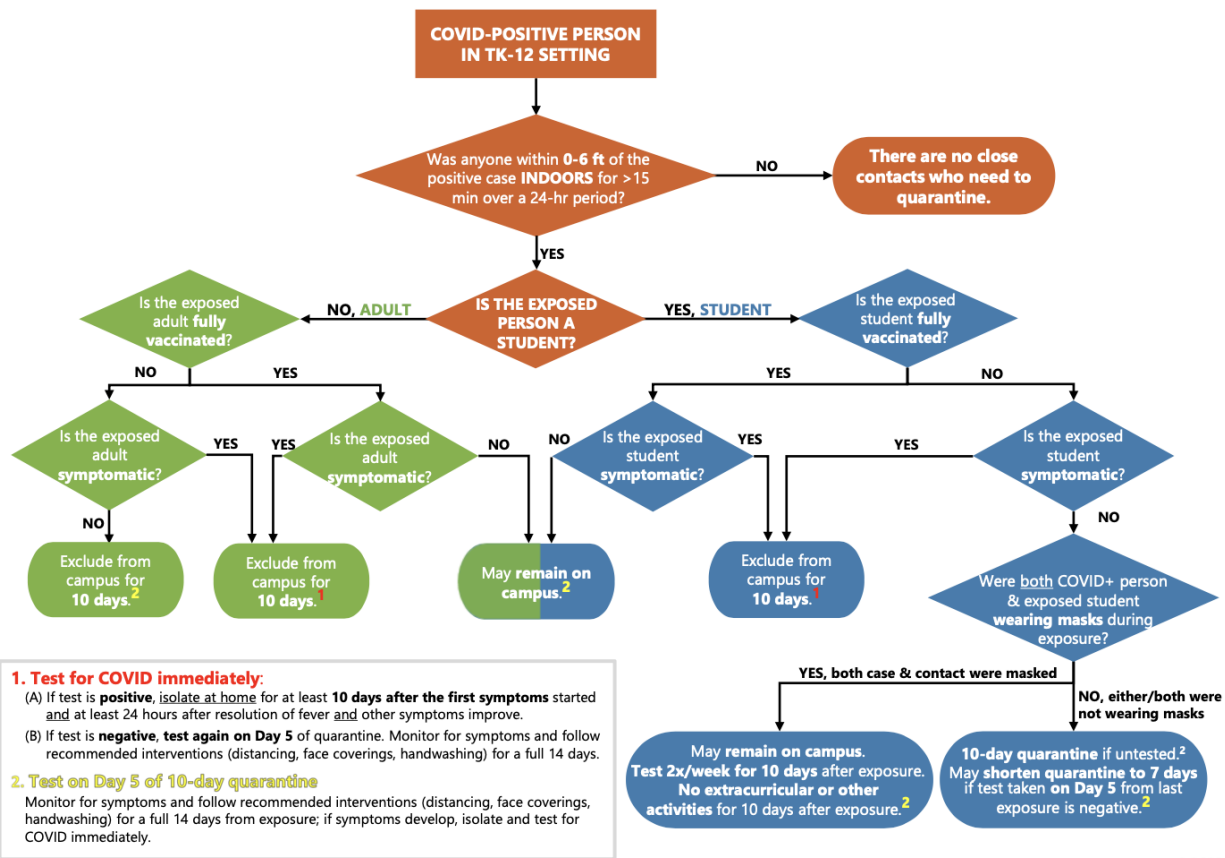 COVID-POSITIVE PERSON
IN TK-12 SETTING
Was anyone within 0-6 ft of the
positive case INDOORS for >15
min over a 24-hr period?
NO
There are no close
contacts who need to
quarantine.
YES
Is the exposed
adult fully
vaccinated?
NO, ADULT
IS THE EXPOSED
PERSON A
STUDENT?
YES, STUDENT
Is the exposed
student fully
vaccinated?
NO
YES
YES
NO
Is the exposed
adult
symptomatic?
YES
YES
Is the exposed
adult
symptomatic?
NO
NO
Is the exposed
student
symptomatic?
YES
YES
Is the exposed
student
symptomatic?
NO
NO
Exclude from
campus for
10 days.2
Exclude from
campus for
10 days.1
May remain on
campus.2
Exclude from
campus for
10 days.1
Were both COVID+ person
& exposed student
wearing masks during
exposure?
YES, both case & contact were masked
NO, either/both were
not wearing masks
May remain on campus.
Test 2x/week for 10 days after exposure.
No extracurricular or other
activities for 10 days after exposure.2
10-day quarantine if untested.2
May shorten quarantine to 7 days
if test taken on Day 5 from last
exposure is negative.2
1. Test for COVID immediately:
(A) If test is positive, isolate at home for at least 10 days after the first symptoms started
and at least 24 hours after resolution of fever and other symptoms improve.
(B) If test is negative, test again on Day 5 of quarantine. Monitor for symptoms and follow
recommended interventions (distancing, face coverings, handwashing) for a full 14 days.
2. Test on Day 5 of 10-day quarantine
Monitor for symptoms and follow recommended interventions (distancing, face coverings,
handwashing) for a full 14 days from exposure; if symptoms develop, isolate and test for
COVID immediately.